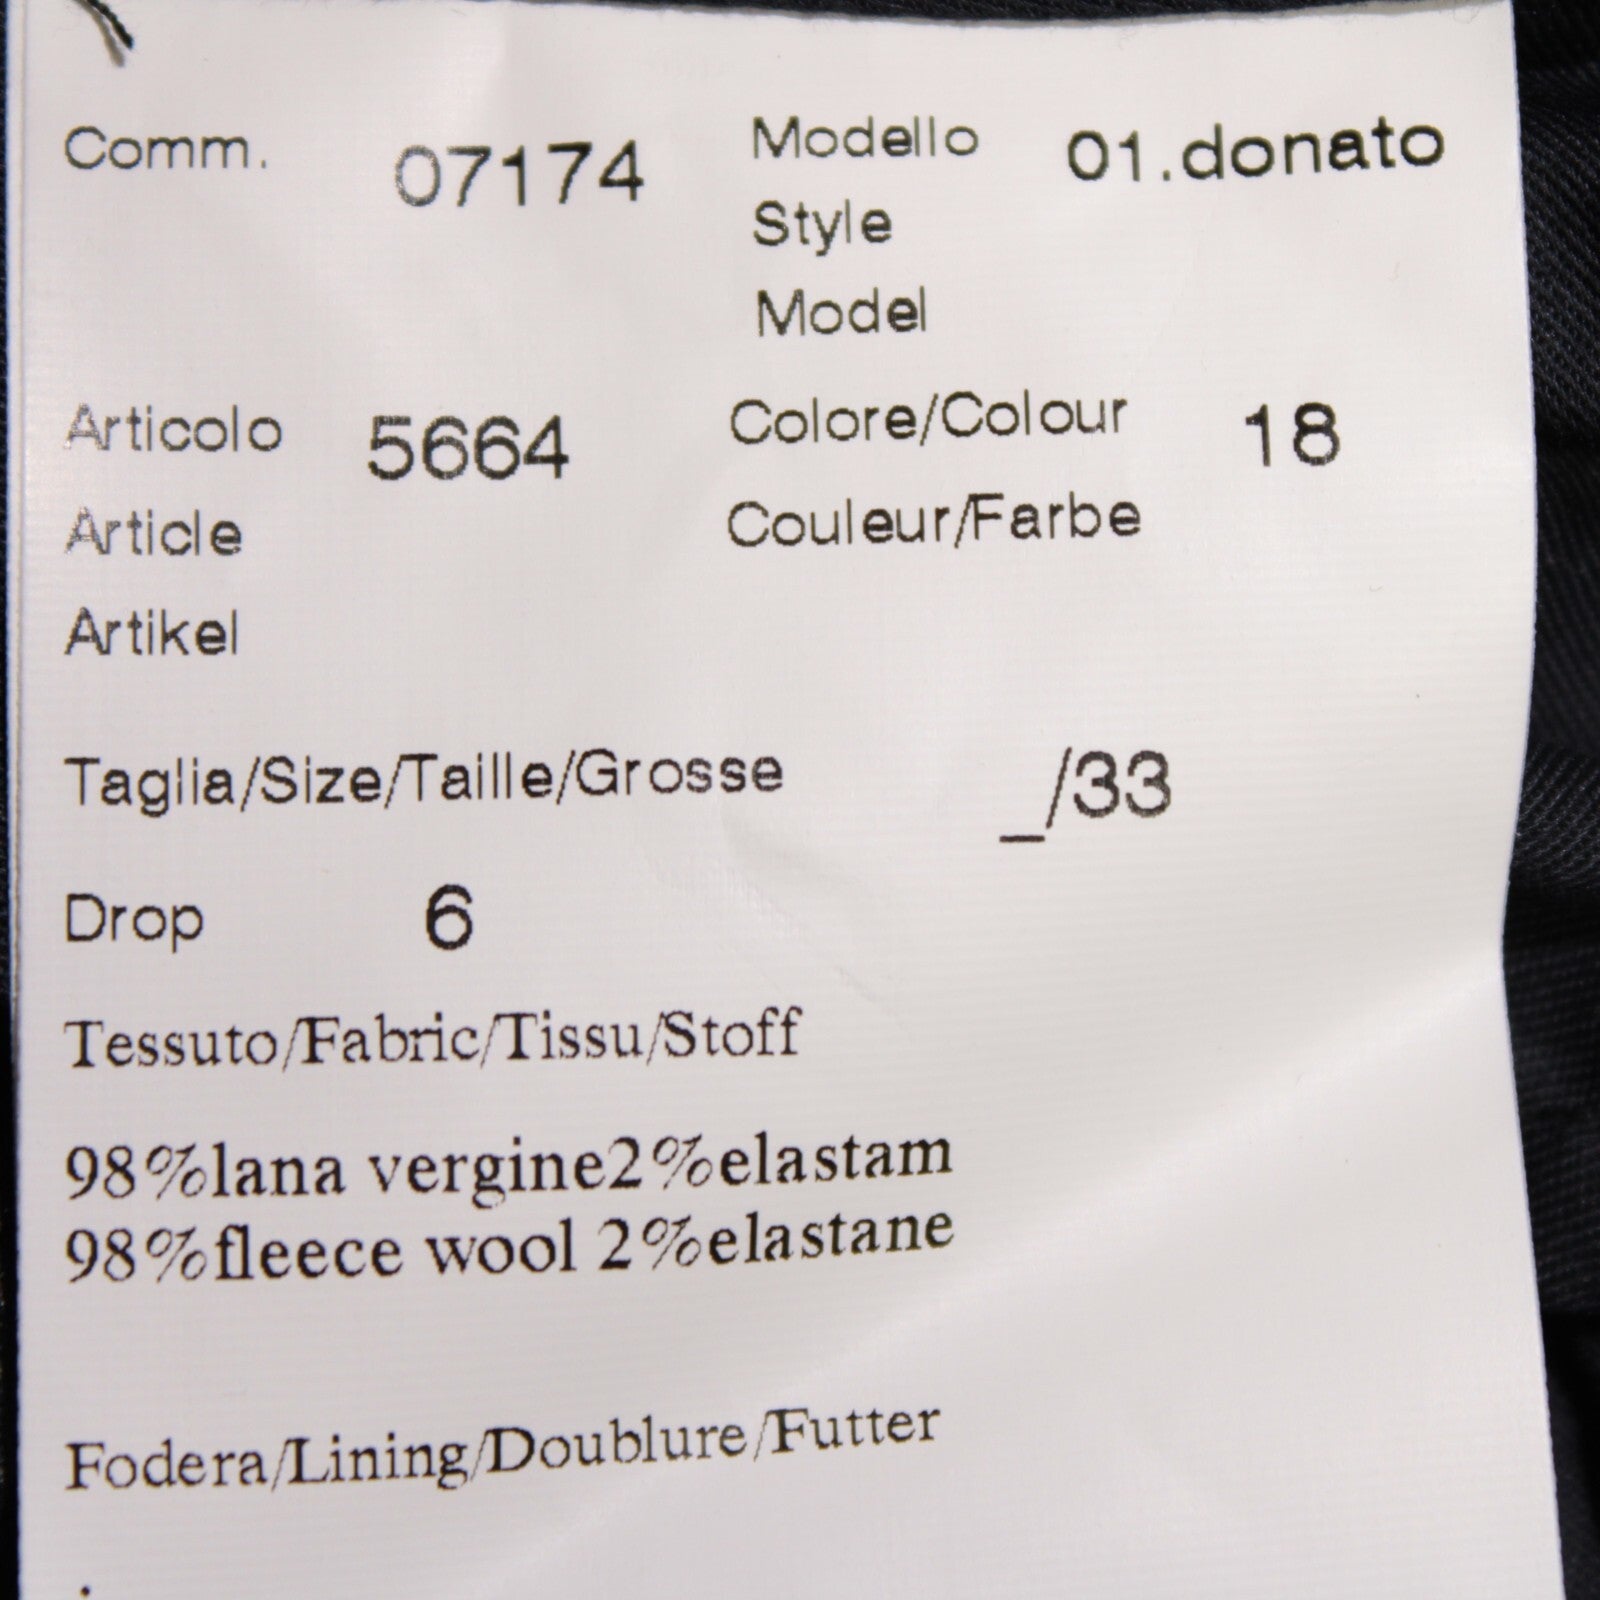 Comm. 07174 Modello 01.donato
Style
Model
Articolo 5664 Colore/Colour 18
Article Couleur/Farbe
Artikel
Taglia/Size/Taille/Grosse _/33
Drop 6
Tessuto/Fabric/Tissu/Stoff
98%lana vergine2%elastam
98%fleece wool 2%elastane
Fodera/Lining/Doublure/Futter
.